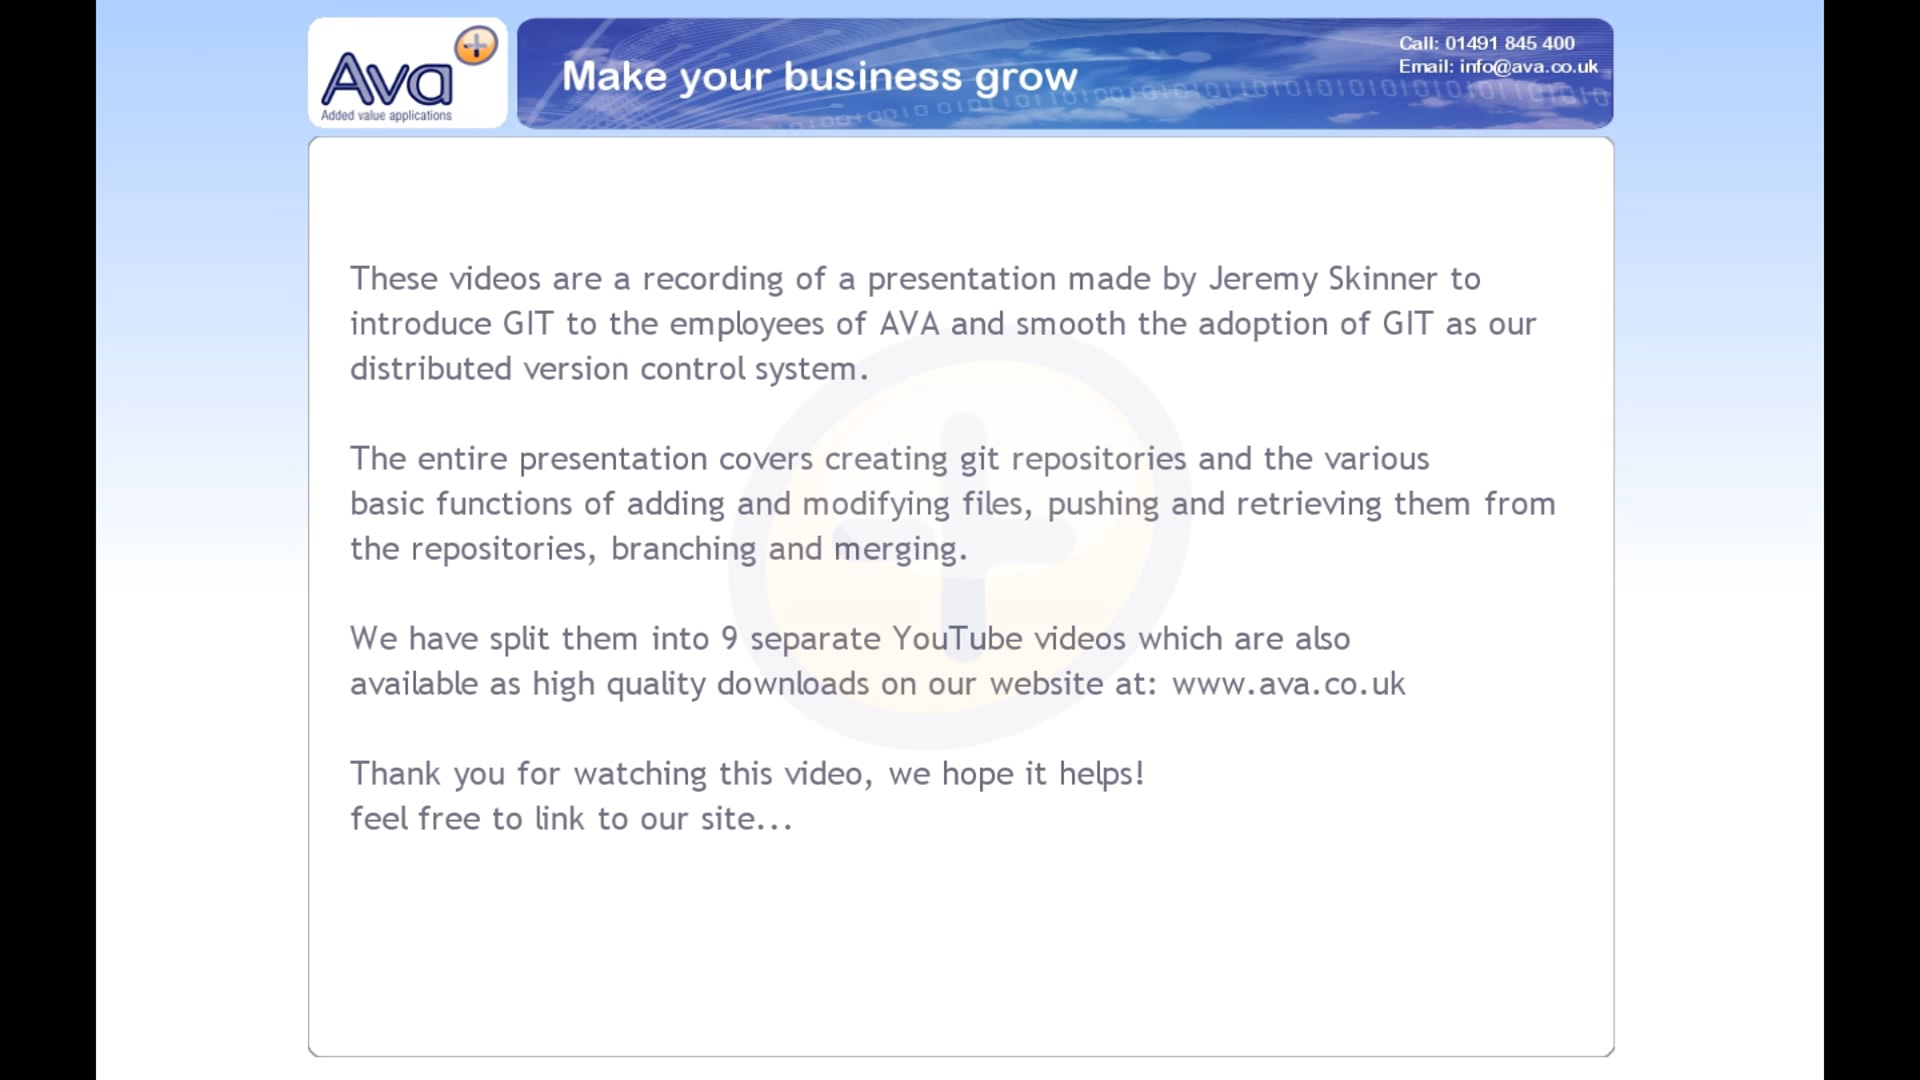 Ava
Added value applications
Make your business grow
Call: 01491 845 400
Email: info@ava.co.uk
These videos are a recording of a presentation made by Jeremy Skinner to
introduce GIT to the employees of AVA and smooth the adoption of GIT as our
distributed version control system.
The entire presentation covers creating git repositories and the various
basic functions of adding and modifying files, pushing and retrieving them from
the repositories, branching and merging.
We have split them into 9 separate YouTube videos which are also
available as high quality downloads on our website at: www.ava.co.uk
Thank you for watching this video, we hope it helps!
feel free to link to our site...